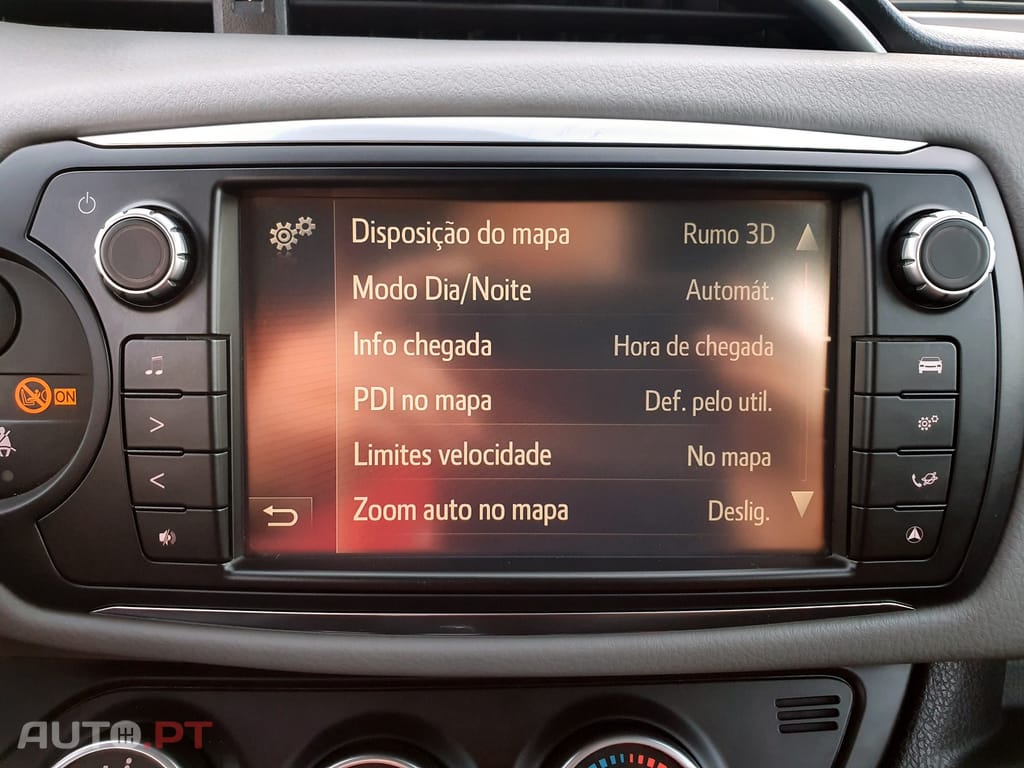 Disposição do mapa Rumo 3D
Modo Dia/Noite Automát.
Info chegada Hora de chegada
PDI no mapa Def. pelo util.
ON
Limites velocidade No mapa
Zoom auto no mapa Deslig.
AUTO.PT